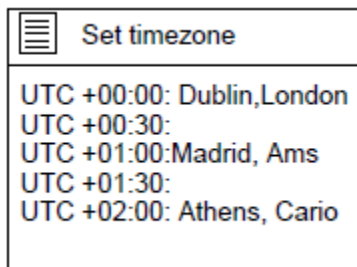 Set timezone
UTC +00:00: Dublin,London
UTC +00:30:
UTC +01:00:Madrid, Ams
UTC +01:30:
UTC +02:00: Athens, Cario